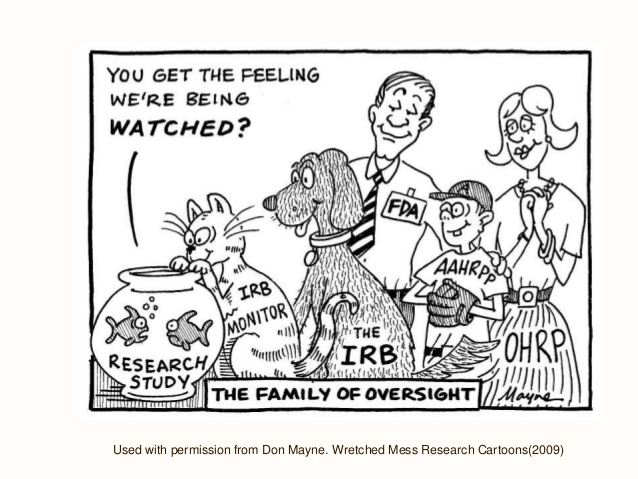 YOU GET THE FEELING
WE'RE BEING
WATCHED?
FDA
AAHRPP
IRB
MONITOR
THE
IRB
OHRP
RESEARCH
STUDY
THE FAMILY OF OVERSIGHT
Mayne
Used with permission from Don Mayne. Wretched Mess Research Cartoons(2009)